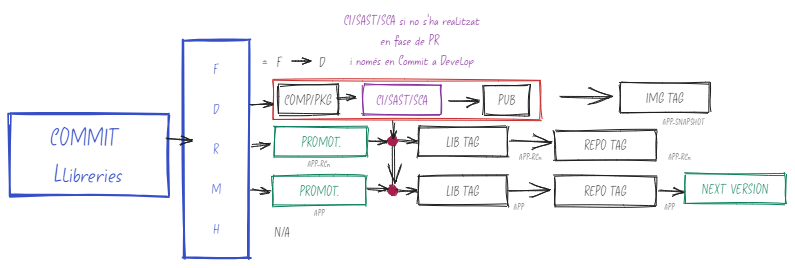 CI/SAST/SCA si no s'ha realitzat
en fase de PR
i només en Commit a Develop
F
= F D
COMP/PKG CI/SAST/SCA PUB IMG TAG
D
APP-SNAPSHOT
COMMIT
LLibreries
R
PROMOT. LIB TAG REPO TAG
APP-RCn APP-RCn APP-RCn
M
PROMOT. LIB TAG REPO TAG NEXT VERSION
APP APP APP
H
N/A